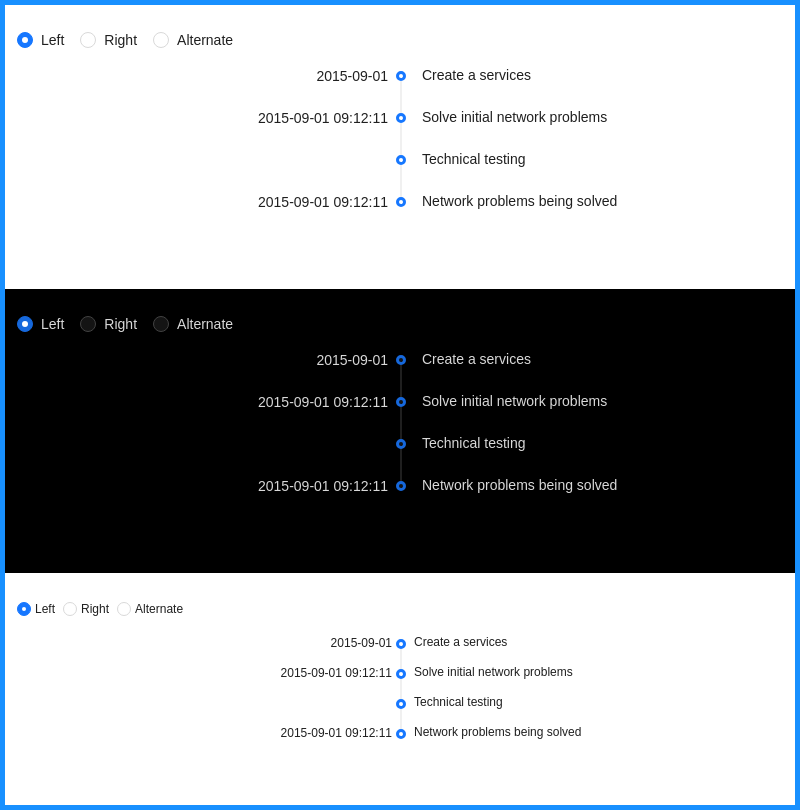 Left Right Alternate
2015-09-01 Create a services
2015-09-01 09:12:11 Solve initial network problems
Technical testing
2015-09-01 09:12:11 Network problems being solved
Left Right Alternate
2015-09-01 Create a services
2015-09-01 09:12:11 Solve initial network problems
Technical testing
2015-09-01 09:12:11 Network problems being solved
Left Right Alternate
2015-09-01 Create a services
2015-09-01 09:12:11 Solve initial network problems
Technical testing
2015-09-01 09:12:11 Network problems being solved